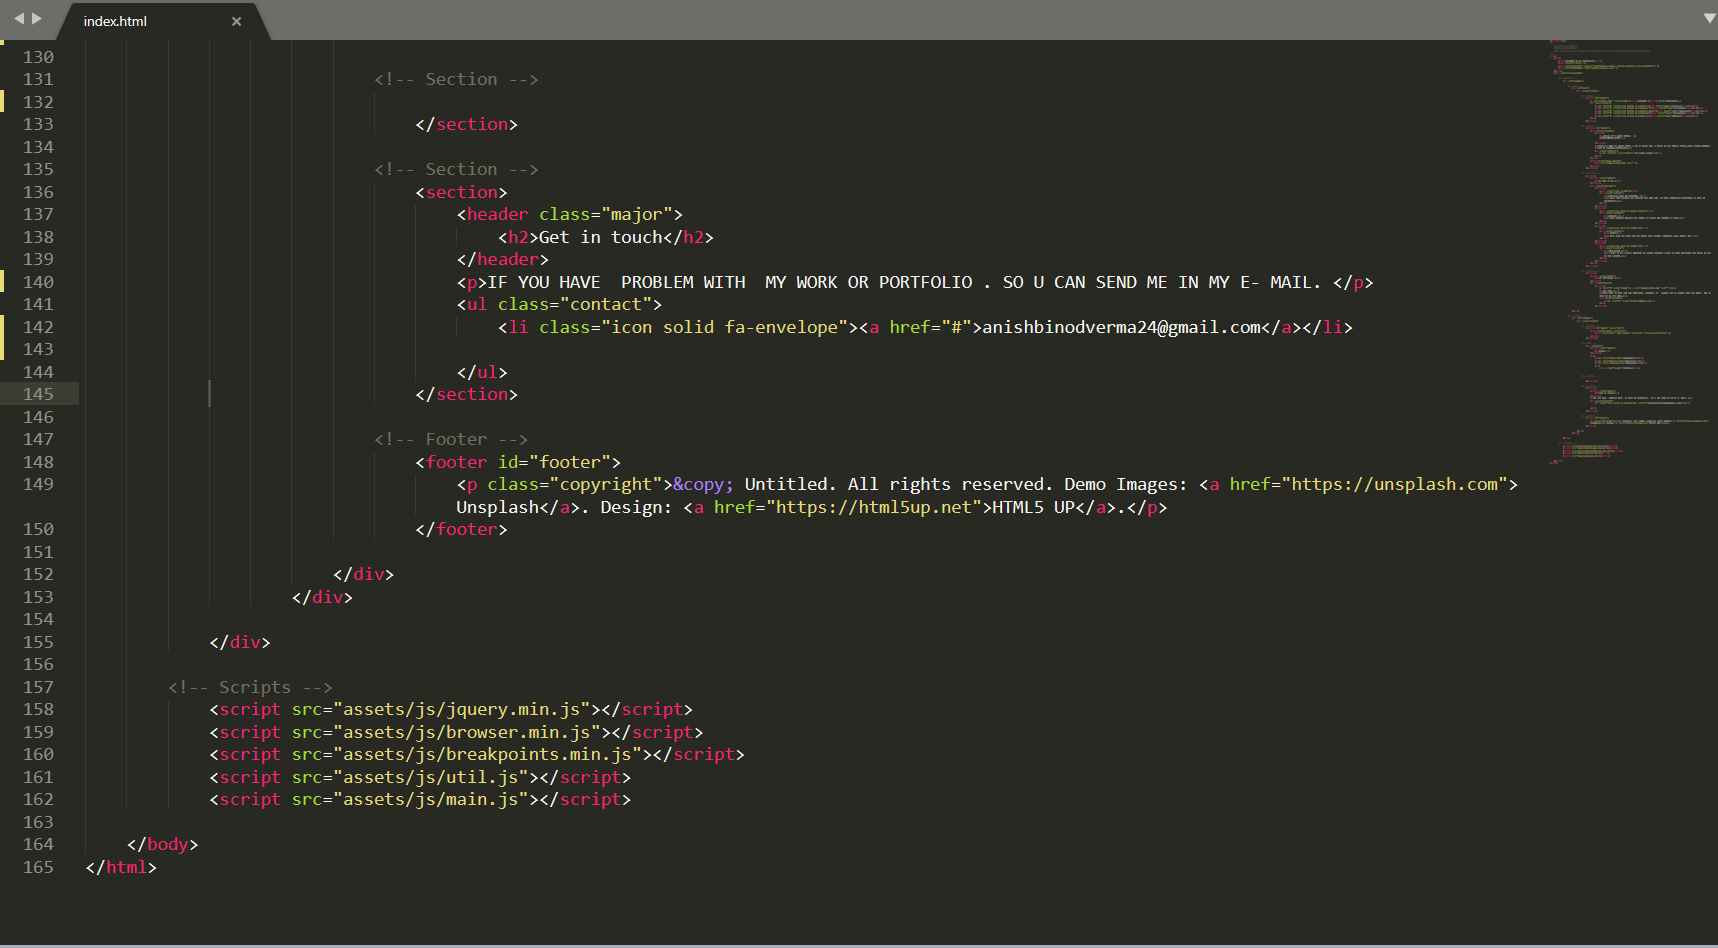 index.html ×
130
131 <!-- Section -->
132
133 </section>
134
135 <!-- Section -->
136 <section>
137 <header class="major">
138 <h2>Get in touch</h2>
139 </header>
140 <p>IF YOU HAVE  PROBLEM WITH  MY WORK OR PORTFOLIO . SO U CAN SEND ME IN MY E- MAIL. </p>
141 <ul class="contact">
142 <li class="icon solid fa-envelope"><a href="#">anishbinodverma24@gmail.com</a></li>
143
144 </ul>
145 </section>
146
147 <!-- Footer -->
148 <footer id="footer">
149 <p class="copyright">&copy; Untitled. All rights reserved. Demo Images: <a href="https://unsplash.com">
Unsplash</a>. Design: <a href="https://html5up.net">HTML5 UP</a>.</p>
150 </footer>
151
152 </div>
153 </div>
154
155 </div>
156
157 <!-- Scripts -->
158 <script src="assets/js/jquery.min.js"></script>
159 <script src="assets/js/browser.min.js"></script>
160 <script src="assets/js/breakpoints.min.js"></script>
161 <script src="assets/js/util.js"></script>
162 <script src="assets/js/main.js"></script>
163
164 </body>
165 </html>